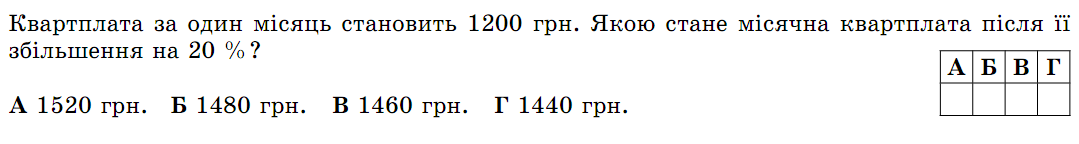 Квартплата за один місяць становить 1200 грн. Якою стане місячна квартплата після її
збільшення на 20 %?
А Б В Г
А 1520 грн. Б 1480 грн. В 1460 грн. Г 1440 грн.